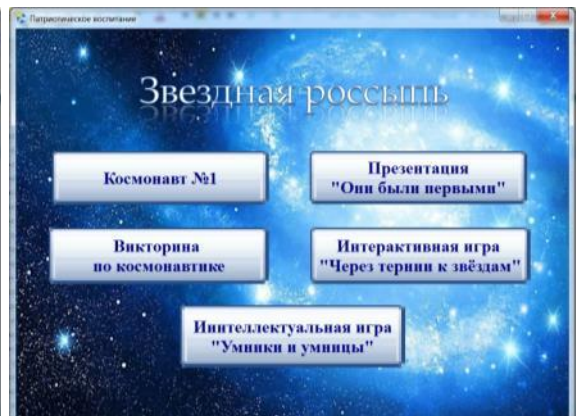 Патриотическое воспитание
Звездная россыпь
Космонавт №1
Презентация
"Они были первыми"
Викторина
по космонавтике
Интерактивная игра
"Через тернии к звёздам"
Иинтеллектуальная игра
"Умники и умницы"